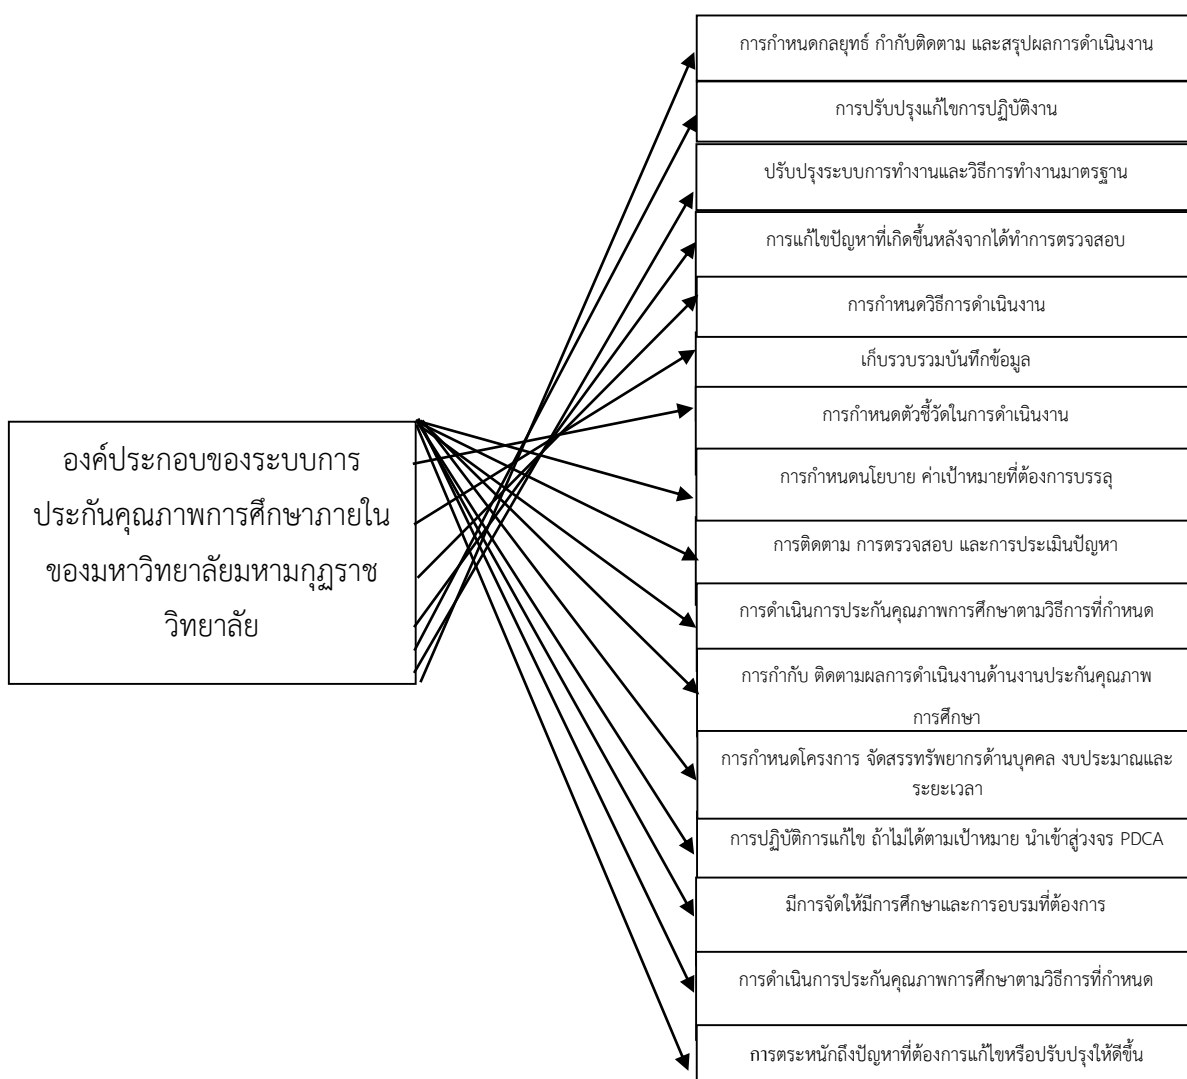 องค์ประกอบของระบบการ
ประกันคุณภาพการศึกษาภายใน
ของมหาวิทยาลัยมหามกุฏราช
วิทยาลัย
การกำหนดกลยุทธ์ กำกับติดตาม และสรุปผลการดำเนินงาน
การปรับปรุงแก้ไขการปฏิบัติงาน
ปรับปรุงระบบการทำงานและวิธีการทำงานมาตรฐาน
การแก้ไขปัญหาที่เกิดขึ้นหลังจากได้ทำการตรวจสอบ
การกำหนดวิธีการดำเนินงาน
เก็บรวบรวมบันทึกข้อมูล
การกำหนดตัวชี้วัดในการดำเนินงาน
การกำหนดนโยบาย ค่าเป้าหมายที่ต้องการบรรลุ
การติดตาม การตรวจสอบ และการประเมินปัญหา
การดำเนินการประกันคุณภาพการศึกษาตามวิธีการที่กำหนด
การกำกับ ติดตามผลการดำเนินงานด้านงานประกันคุณภาพ
การศึกษา
การกำหนดโครงการ จัดสรรทรัพยากรด้านบุคคล งบประมาณและ
ระยะเวลา
การปฏิบัติการแก้ไข ถ้าไม่ได้ตามเป้าหมาย นำเข้าสู่วงจร PDCA
มีการจัดให้มีการศึกษาและการอบรมที่ต้องการ
การดำเนินการประกันคุณภาพการศึกษาตามวิธีการที่กำหนด
การตระหนักถึงปัญหาที่ต้องการแก้ไขหรือปรับปรุงให้ดีขึ้น